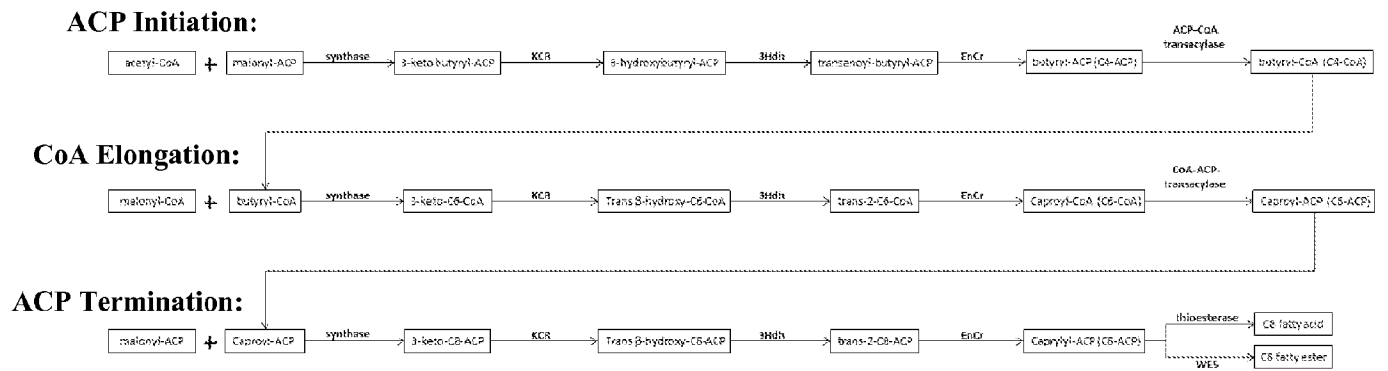 ACP Initiation:
acetyl-CoA + malonyl-ACP synthase 3-keto butyryl-ACP KCR β-hydroxybutyryl-ACP 3Hdh transenoyl-butyryl-ACP EnCr butyryl-ACP (C4-ACP) ACP-CoA transacylase butyryl-CoA (C4-CoA)
CoA Elongation:
malonyl-CoA + butyryl-CoA synthase 3-keto-C6-CoA KCR Trans β-hydroxy-C6-CoA 3Hdh trans-2-C6-CoA EnCr Caproyl-CoA (C6-CoA) CoA-ACP-transacylase Caproyl-ACP (C6-ACP)
ACP Termination:
malonyl-ACP + Caproyl-ACP synthase 3-keto-C8-ACP KCR Trans β-hydroxy-C8-ACP 3Hdh trans-2-C8-ACP EnCr Caprylyl-ACP (C8-ACP) thioesterase C8 fatty acid
WES C8 fatty ester